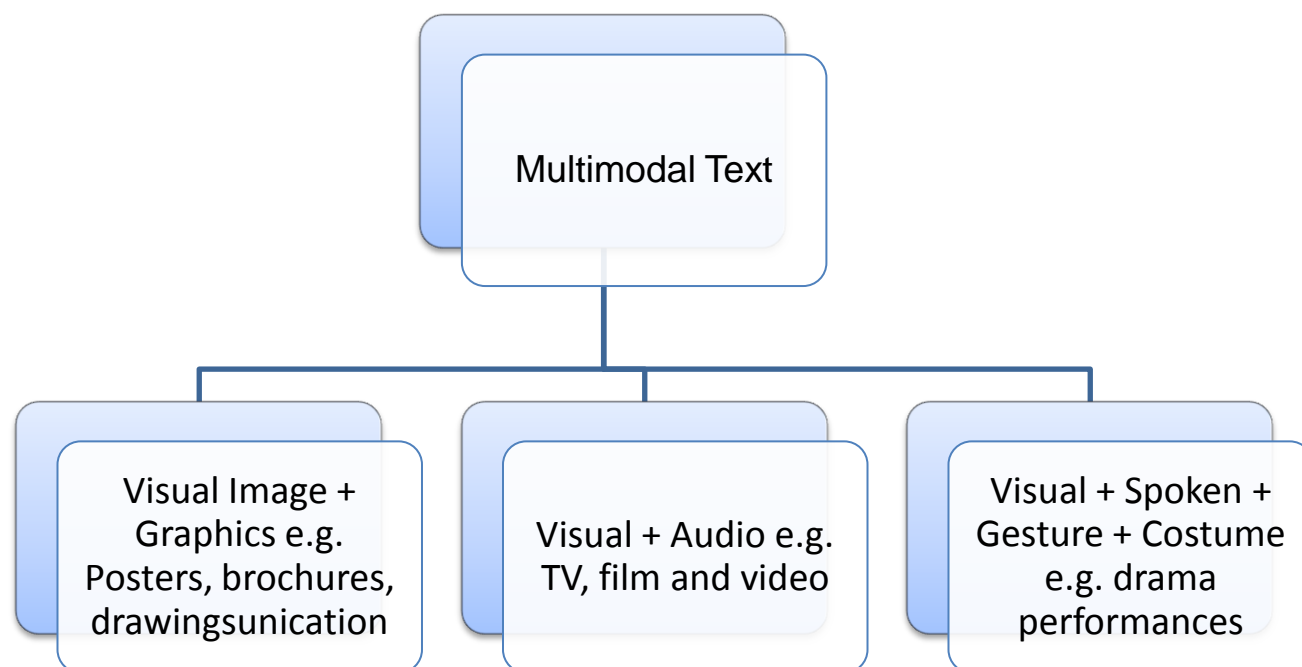 Multimodal Text
Visual Image +
Graphics e.g.
Posters, brochures,
drawingsunication
Visual + Audio e.g.
TV, film and video
Visual + Spoken +
Gesture + Costume
e.g. drama
performances